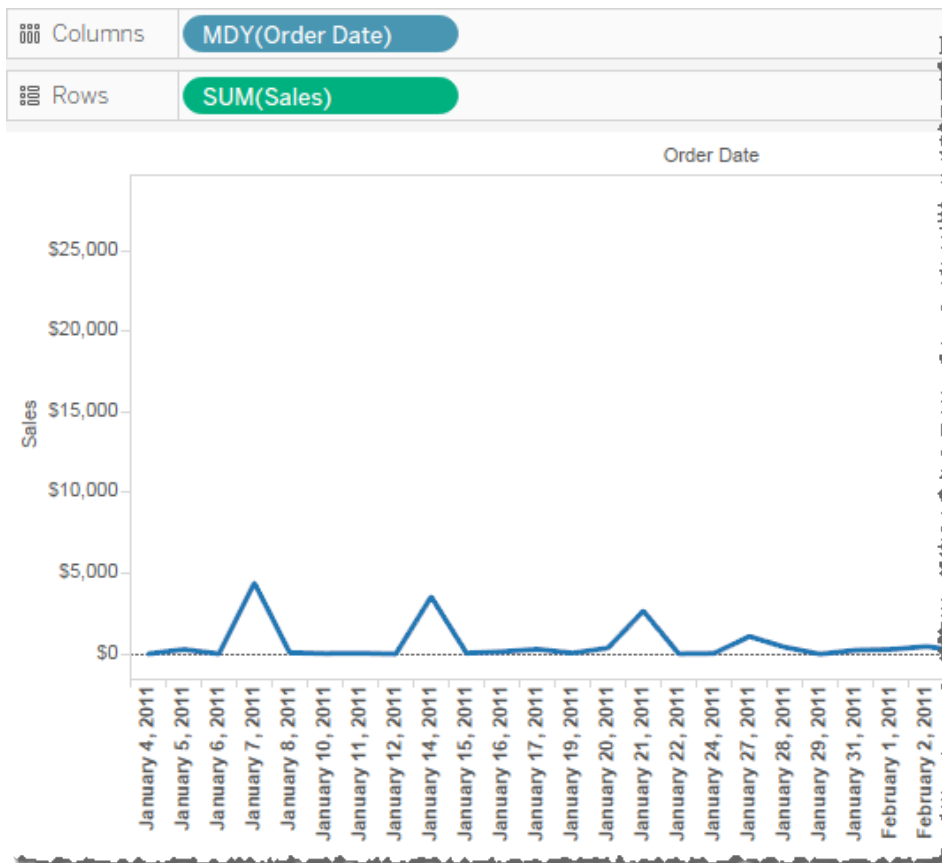 Columns MDY(Order Date)
Rows SUM(Sales)
Order Date
$25,000
$20,000
$15,000
$10,000
$5,000
$0
Sales
January 4, 2011
January 5, 2011
January 6, 2011
January 7, 2011
January 8, 2011
January 10, 2011
January 11, 2011
January 12, 2011
January 14, 2011
January 15, 2011
January 16, 2011
January 17, 2011
January 19, 2011
January 20, 2011
January 21, 2011
January 22, 2011
January 24, 2011
January 27, 2011
January 28, 2011
January 29, 2011
January 31, 2011
February 1, 2011
February 2, 2011